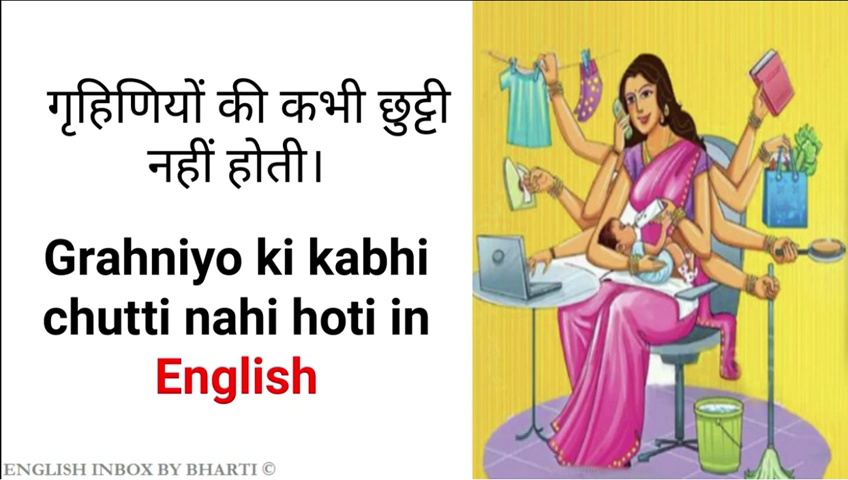 गृहिणियों की कभी छुट्टी
नहीं होती।
Grahniyo ki kabhi
chutti nahi hoti in
English
ENGLISH INBOX BY BHARTI ©